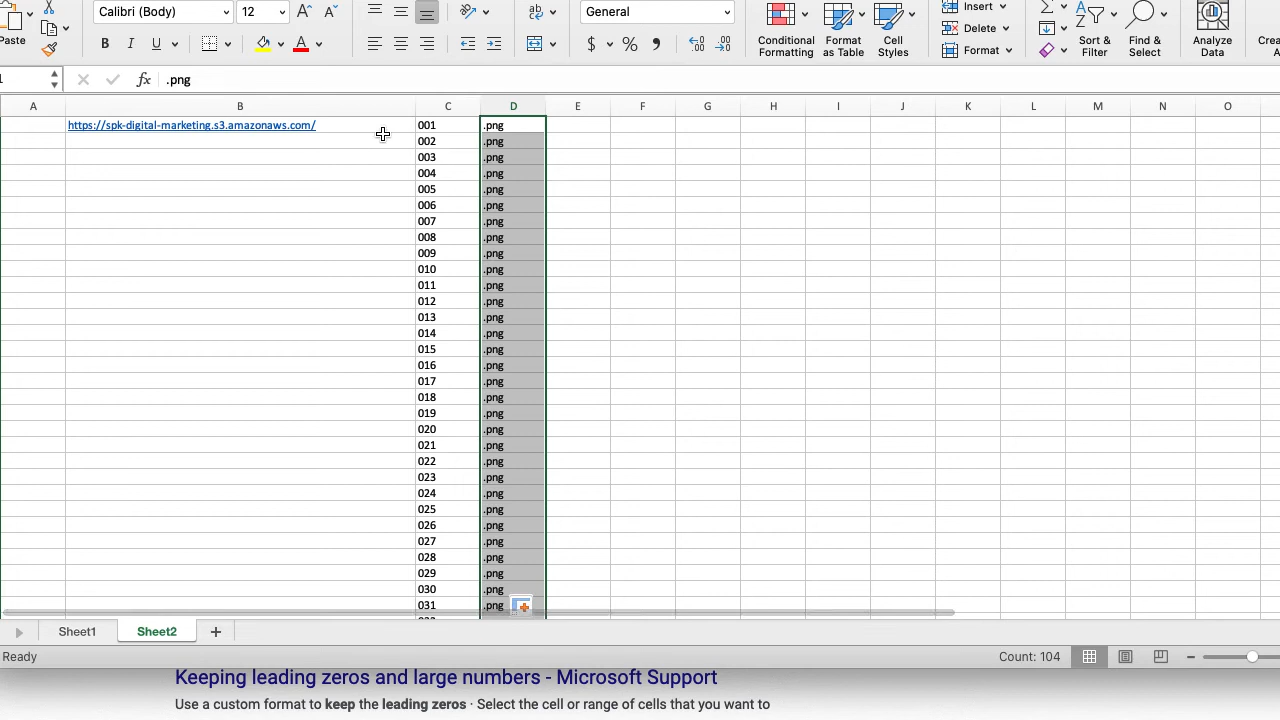 Calibri (Body) 12 General
Paste B I U A $ % Conditional Formatting Format as Table Cell Styles Insert Delete Format Sort & Filter Find & Select Analyze Data
fx .png
A B C D E F G H I J K L M N O
https://spk-digital-marketing.s3.amazonaws.com/ 001 .png
002 .png
003 .png
004 .png
005 .png
006 .png
007 .png
008 .png
009 .png
010 .png
011 .png
012 .png
013 .png
014 .png
015 .png
016 .png
017 .png
018 .png
019 .png
020 .png
021 .png
022 .png
023 .png
024 .png
025 .png
026 .png
027 .png
028 .png
029 .png
030 .png
031 .png
Sheet1 Sheet2
Ready Count: 104
Keeping leading zeros and large numbers - Microsoft Support
Use a custom format to keep the leading zeros · Select the cell or range of cells that you want to